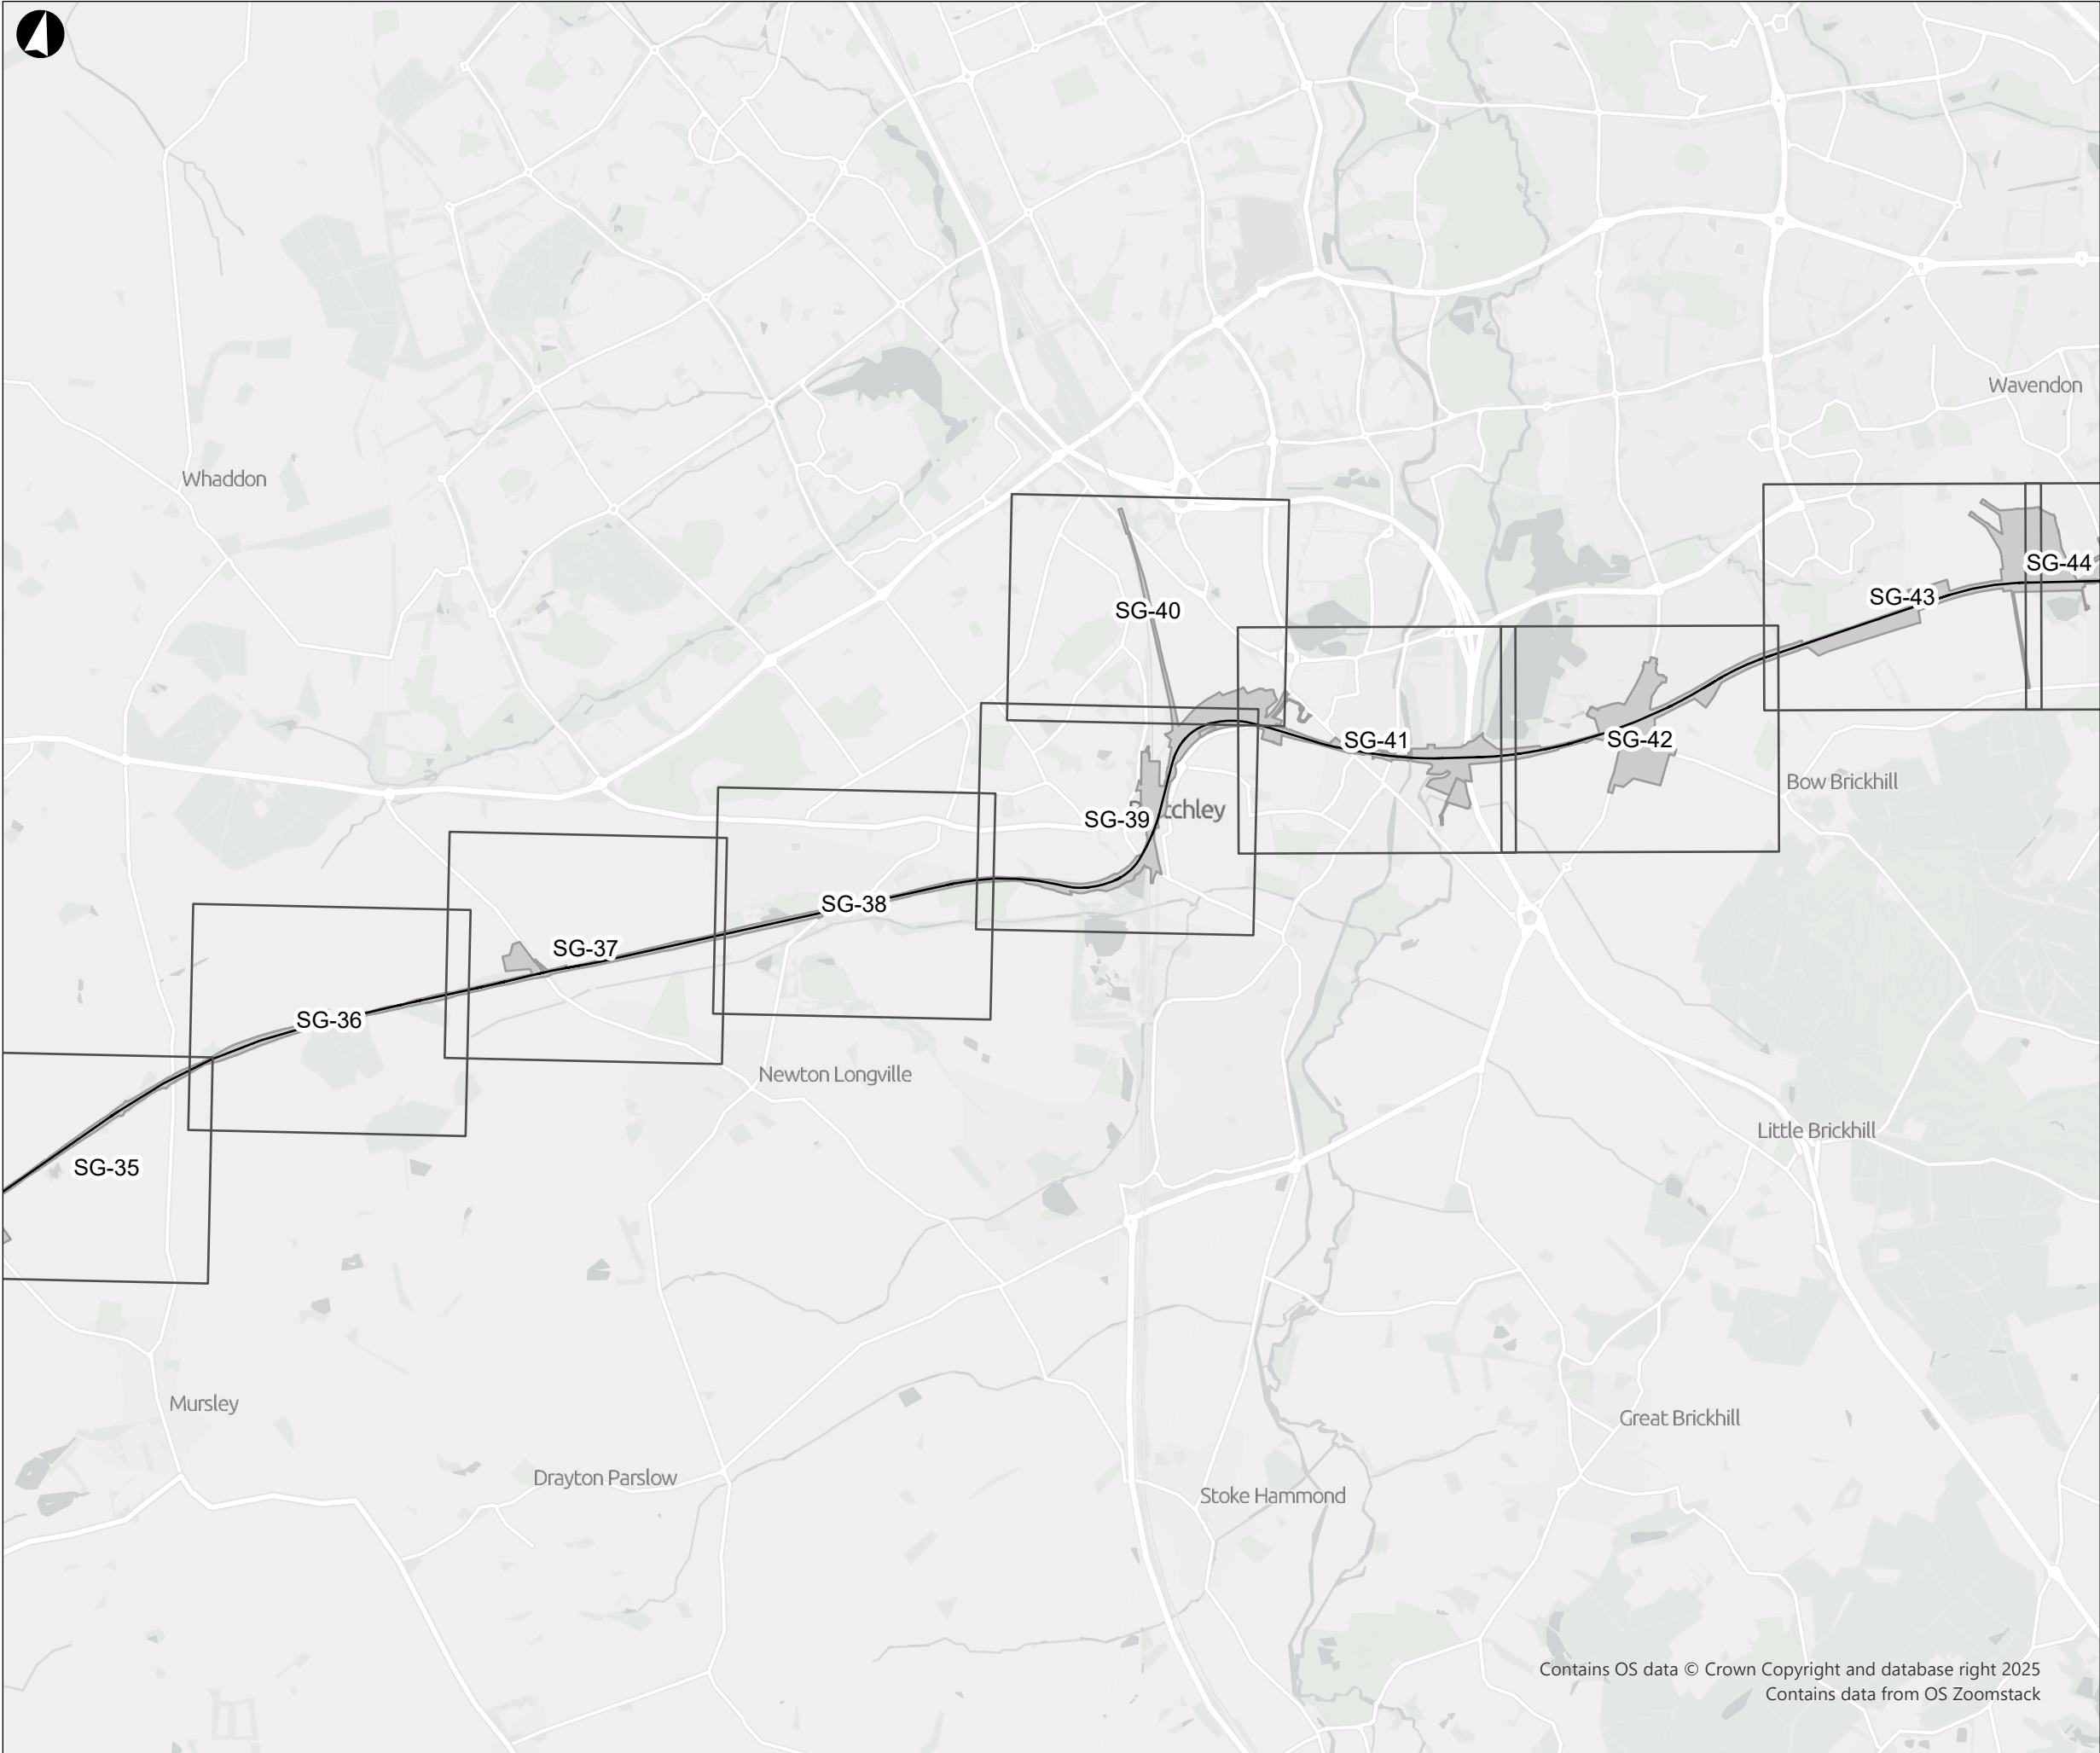 Wavendon
Whaddon
SG-44
SG-43
SG-40
SG-41
SG-42
Bow Brickhill
tchley
SG-39
SG-38
SG-37
SG-36
Newton Longville
Little Brickhill
SG-35
Mursley
Great Brickhill
Drayton Parslow
Stoke Hammond
Contains OS data © Crown Copyright and database right 2025
Contains data from OS Zoomstack